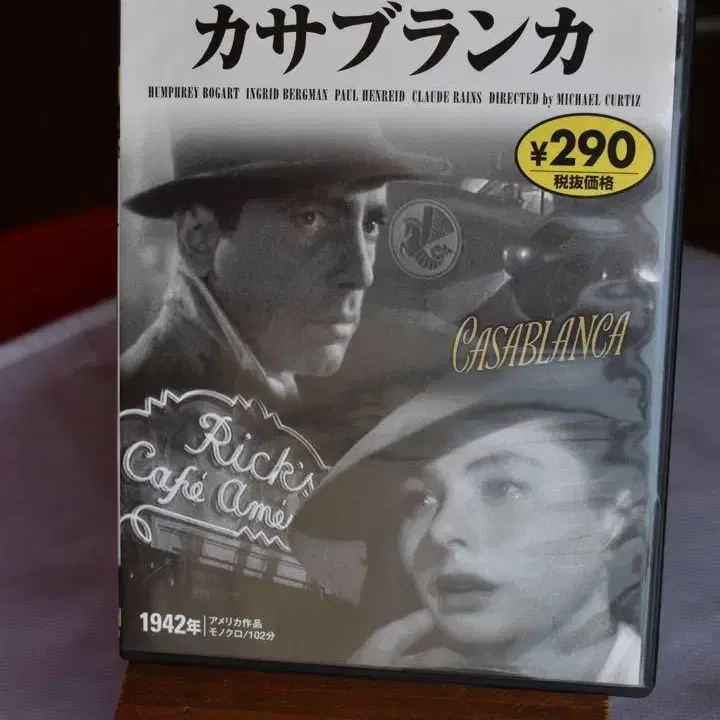 カサブランカ
HUMPHREY BOGART INGRID BERGMAN PAUL HENREID CLAUDE RAINS DIRECTED by MICHAEL CURTIZ
¥290
税抜価格
CASABLANCA
Rick's
Café Amé
1942年
アメリカ作品
モノクロ/102分